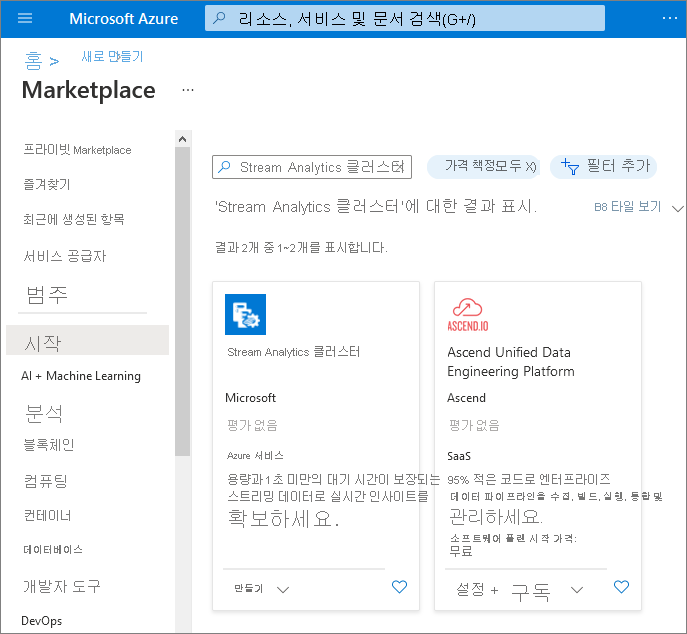 Microsoft Azure
리소스, 서비스 및 문서 검색(G+/)
홈 >
새로 만들기
Marketplace
프라이빗 Marketplace
즐겨찾기
최근에 생성된 항목
서비스 공급자
범주
시작
AI + Machine Learning
분석
블록체인
컴퓨팅
컨테이너
데이터베이스
개발자 도구
DevOps
Stream Analytics 클러스터
가격 책정모두 X)
필터 추가
'Stream Analytics 클러스터'에 대한 결과 표시.
B8 타일 보기
결과 2개 중 1~2개를 표시합니다.
Stream Analytics 클러스터
Microsoft
평가 없음
Azure 서비스
용량과 1초 미만의 대기 시간이 보장되는
스트리밍 데이터로 실시간 인사이트를
확보하세요.
만들기
ASCEND.IO
Ascend Unified Data
Engineering Platform
Ascend
평가 없음
SaaS
95% 적은 코드로 엔터프라이즈
데이터 파이프라인을 수집, 빌드, 실행, 통합 및
관리하세요.
소프트웨어 플랜 시작 가격:
무료
설정 + 구독